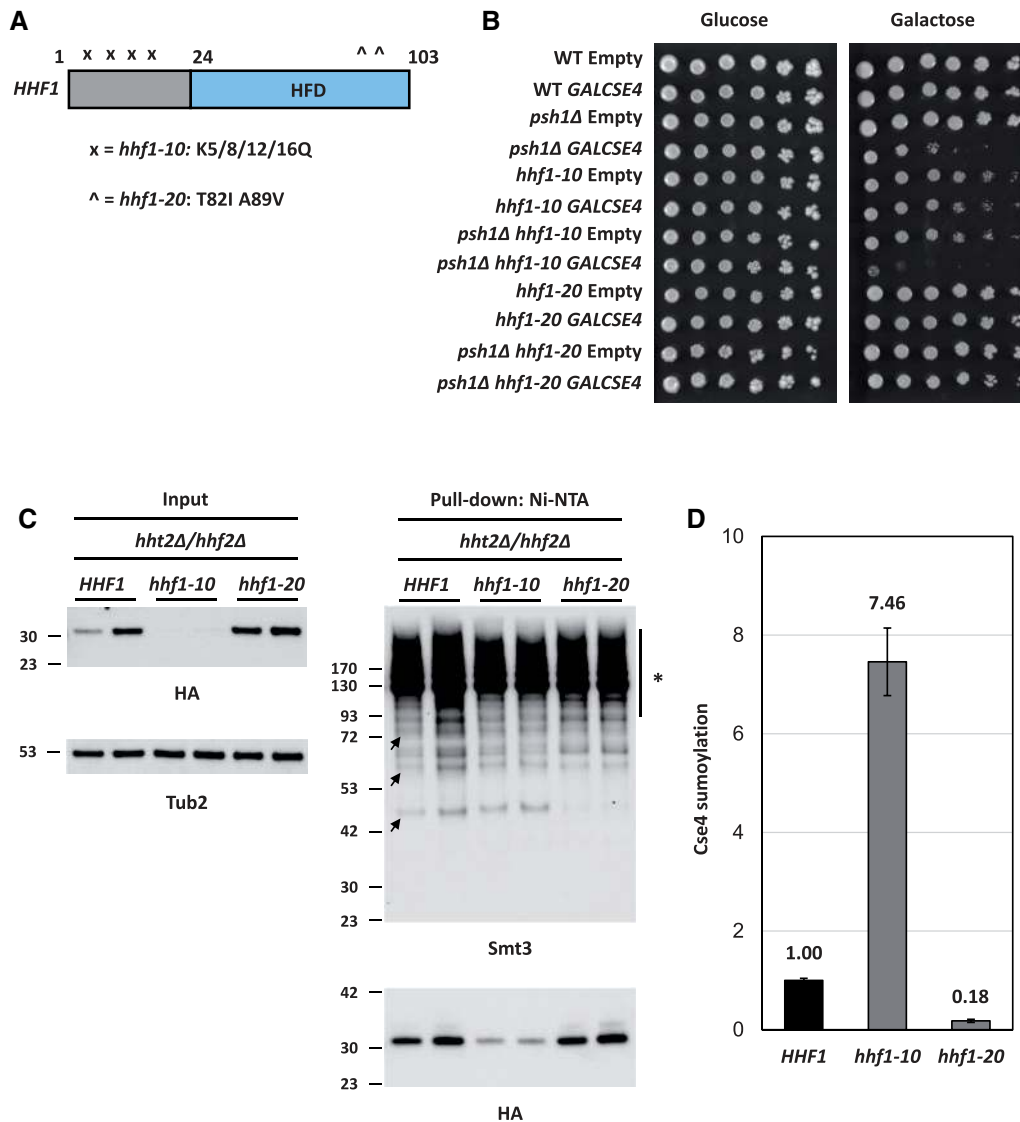 A
1 x x x x 24 ^ ^ 103
HHF1 HFD
x = hhf1-10: K5/8/12/16Q
^ = hhf1-20: T82I A89V
B
Glucose Galactose
WT Empty
WT GALCSE4
psh1Δ Empty
psh1Δ GALCSE4
hhf1-10 Empty
hhf1-10 GALCSE4
psh1Δ hhf1-10 Empty
psh1Δ hhf1-10 GALCSE4
hhf1-20 Empty
hhf1-20 GALCSE4
psh1Δ hhf1-20 Empty
psh1Δ hhf1-20 GALCSE4
C
Input
hht2Δ/hhf2Δ
HHF1 hhf1-10 hhf1-20
30
23
HA
53
Tub2
Pull-down: Ni-NTA
hht2Δ/hhf2Δ
HHF1 hhf1-10 hhf1-20
170
130
93
72
53
42
30
23
*
Smt3
42
30
23
HA
D
Cse4 sumoylation
10
8
6
4
2
0
1.00
7.46
0.18
HHF1 hhf1-10 hhf1-20